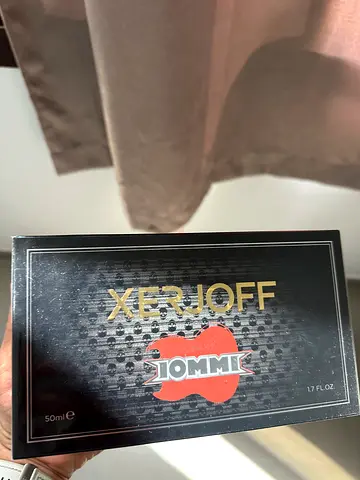 XERJOFF
IOMMI
50ml e
1.7 FL.OZ.